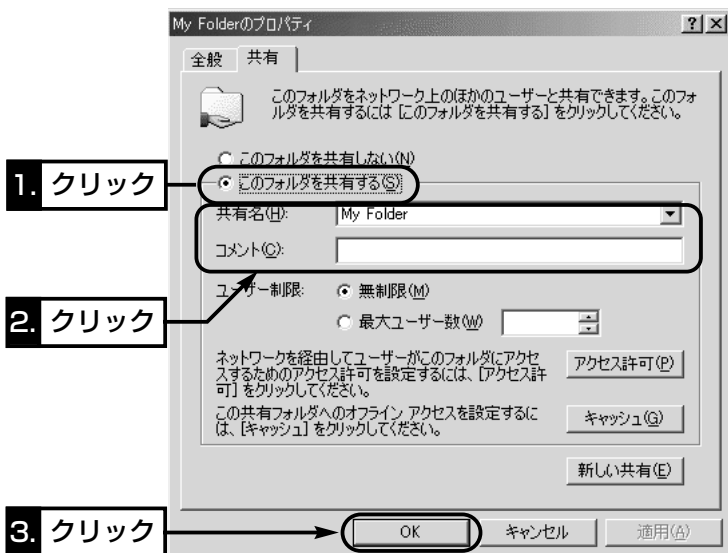 My Folderのプロパティ
? ×
全般 共有
このフォルダをネットワーク上のほかのユーザーと共有できます。このフォ
ルダを共有するには [このフォルダを共有する] をクリックしてください。
このフォルダを共有しない(N)
1. クリック
このフォルダを共有する(S)
共有名(H): My Folder
コメント(C):
2. クリック
ユーザー制限: 無制限(M)
最大ユーザー数(W)
ネットワークを経由してユーザーがこのフォルダにアクセ
スするためのアクセス許可を設定するには、[アクセス許
可] をクリックしてください。
アクセス許可(P)
この共有フォルダへのオフライン アクセスを設定するに
は、[キャッシュ] をクリックしてください。
キャッシュ(G)
新しい共有(E)
3. クリック
OK キャンセル 適用(A)